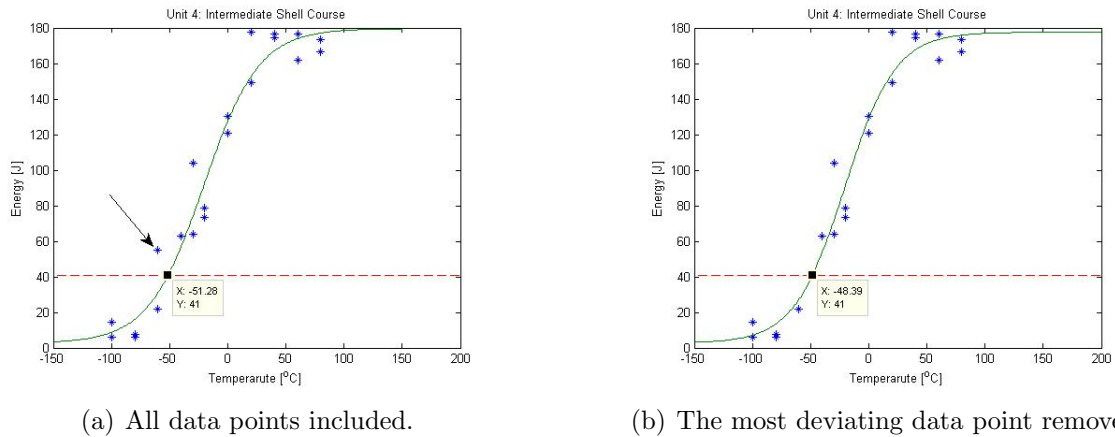 Unit 4: Intermediate Shell Course
180
160
140
120
100
80
60
40
20
0
Energy [J]
X: -51.28
Y: 41
-150 -100 -50 0 50 100 150 200
Temperarute [°C]
(a) All data points included.
Unit 4: Intermediate Shell Course
180
160
140
120
100
80
60
40
20
0
Energy [J]
X: -48.39
Y: 41
-150 -100 -50 0 50 100 150 200
Temperarute [°C]
(b) The most deviating data point remove